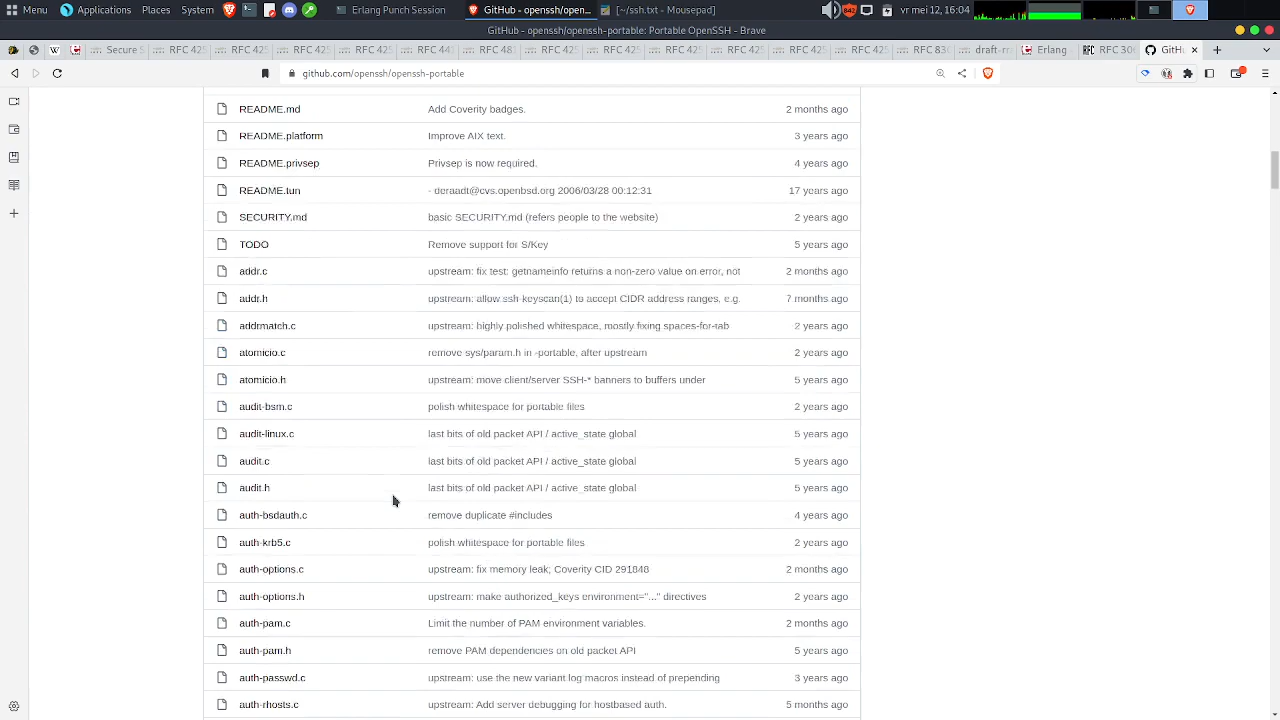 Menu Applications Places System Erlang Punch Session GitHub - openssh/open... [~/ssh.txt - Mousepad] 842 vr mei 12, 16:04
GitHub - openssh/openssh-portable: Portable OpenSSH - Brave
Secure RFC 425 RFC 425 RFC 425 RFC 425 RFC 44 RFC 48 RFC 425 RFC 425 RFC 425 RFC 425 RFC 830 draft-rr Erlang RFC 304 GitH
github.com/openssh/openssh-portable
README.md Add Coverity badges. 2 months ago
README.platform Improve AIX text. 3 years ago
README.privsep Privsep is now required. 4 years ago
README.tun - deraadt@cvs.openbsd.org 2006/03/28 00:12:31 17 years ago
SECURITY.md basic SECURITY.md (refers people to the website) 2 years ago
TODO Remove support for S/Key 5 years ago
addr.c upstream: fix test: getnameinfo returns a non-zero value on error, not 2 months ago
addr.h upstream: allow ssh-keyscan(1) to accept CIDR address ranges, e.g. 7 months ago
addrmatch.c upstream: highly polished whitespace, mostly fixing spaces-for-tab 2 years ago
atomicio.c remove sys/param.h in -portable, after upstream 2 years ago
atomicio.h upstream: move client/server SSH-* banners to buffers under 5 years ago
audit-bsm.c polish whitespace for portable files 2 years ago
audit-linux.c last bits of old packet API / active_state global 5 years ago
audit.c last bits of old packet API / active_state global 5 years ago
audit.h last bits of old packet API / active_state global 5 years ago
auth-bsdauth.c remove duplicate #includes 4 years ago
auth-krb5.c polish whitespace for portable files 2 years ago
auth-options.c upstream: fix memory leak; Coverity CID 291848 2 months ago
auth-options.h upstream: make authorized_keys environment="..." directives 2 years ago
auth-pam.c Limit the number of PAM environment variables. 2 months ago
auth-pam.h remove PAM dependencies on old packet API 5 years ago
auth-passwd.c upstream: use the new variant log macros instead of prepending 3 years ago
auth-rhosts.c upstream: Add server debugging for hostbased auth. 5 months ago